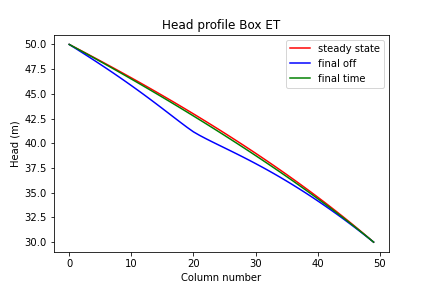 Head profile Box ET
steady state
final off
final time
50.0
47.5
45.0
42.5
40.0
37.5
35.0
32.5
30.0
Head (m)
0 10 20 30 40 50
Column number